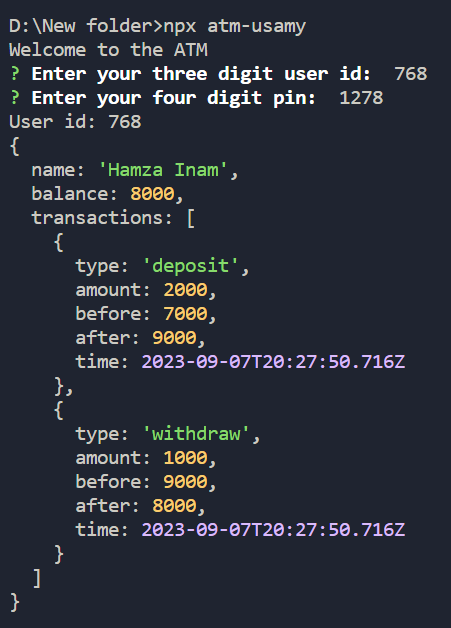 D:\New folder>npx atm-usamy
Welcome to the ATM
? Enter your three digit user id:  768
? Enter your four digit pin:  1278
User id: 768
{
  name: 'Hamza Inam',
  balance: 8000,
  transactions: [
    {
      type: 'deposit',
      amount: 2000,
      before: 7000,
      after: 9000,
      time: 2023-09-07T20:27:50.716Z
    },
    {
      type: 'withdraw',
      amount: 1000,
      before: 9000,
      after: 8000,
      time: 2023-09-07T20:27:50.716Z
    }
  ]
}